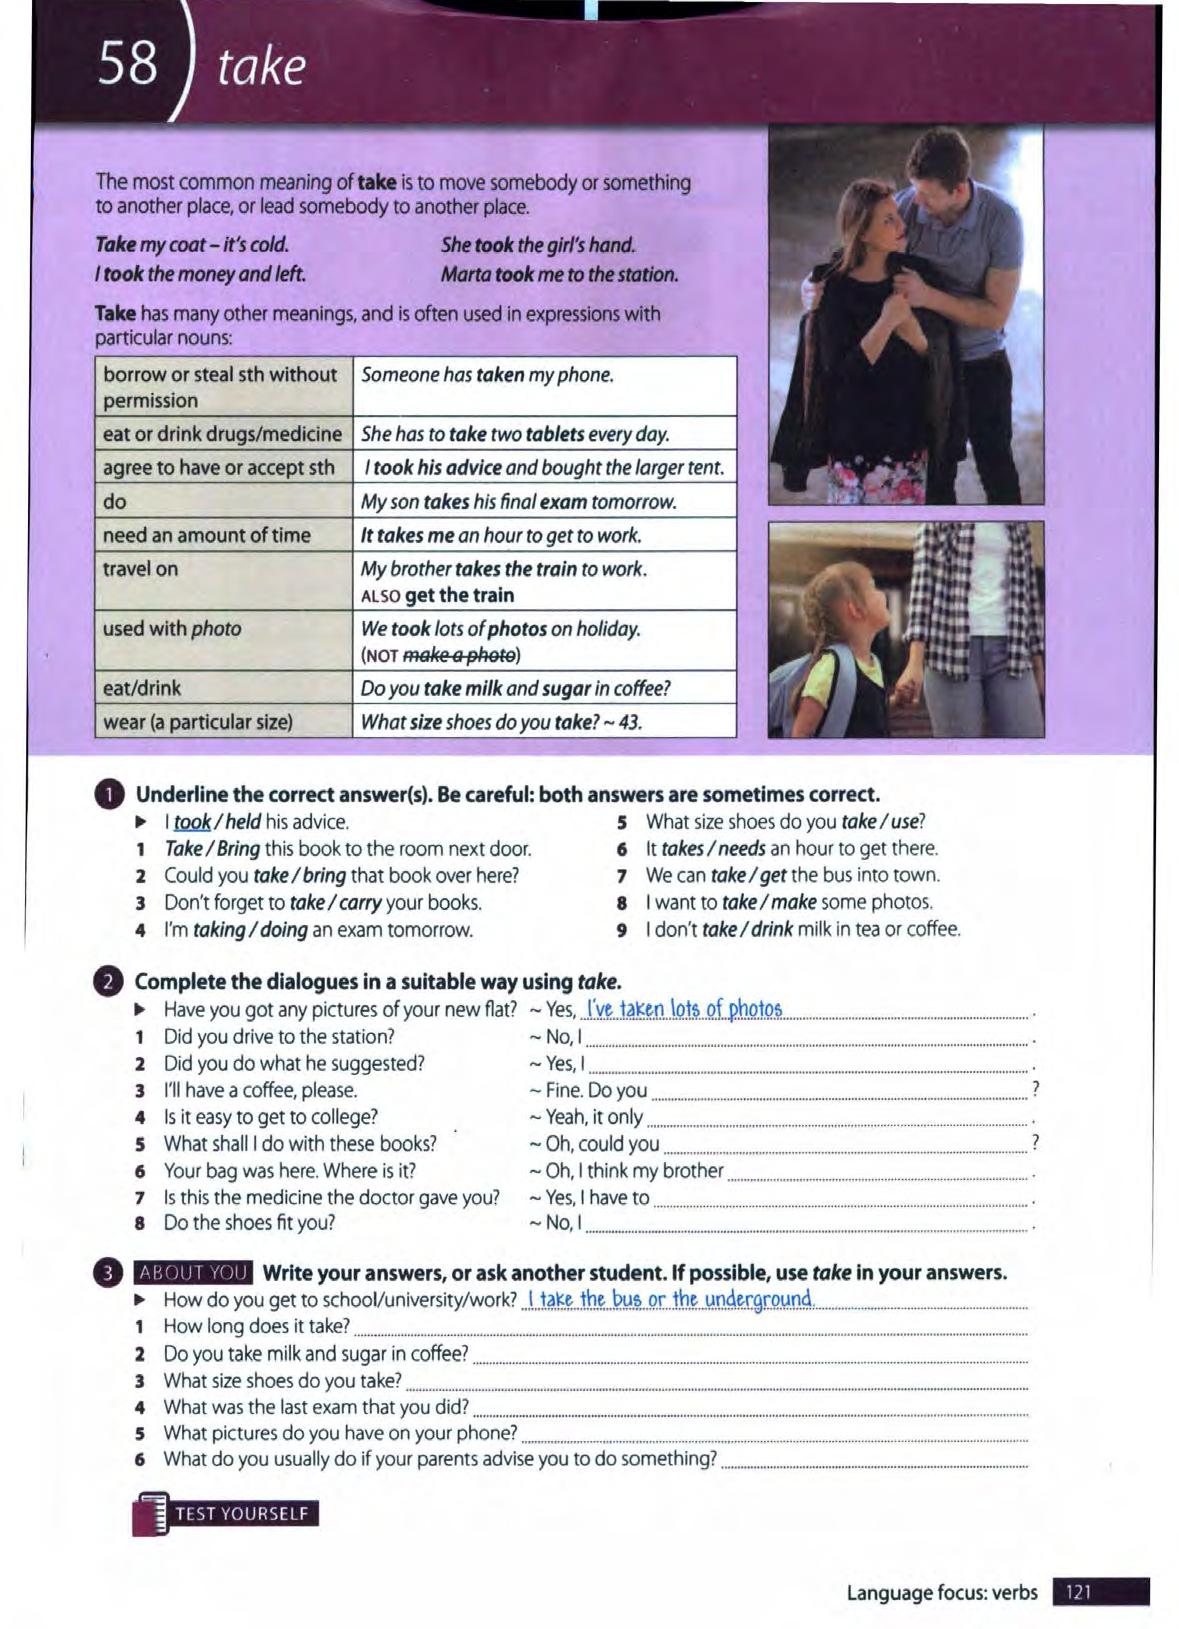 58 take
The most common meaning of take is to move somebody or something
to another place, or lead somebody to another place.
Take my coat – it's cold. She took the girl's hand.
I took the money and left. Marta took me to the station.
Take has many other meanings, and is often used in expressions with
particular nouns:
borrow or steal sth without Someone has taken my phone.
permission
eat or drink drugs/medicine She has to take two tablets every day.
agree to have or accept sth I took his advice and bought the larger tent.
do My son takes his final exam tomorrow.
need an amount of time It takes me an hour to get to work.
travel on My brother takes the train to work.
ALSO get the train
used with photo We took lots of photos on holiday.
(NOT make a photo)
eat/drink Do you take milk and sugar in coffee?
wear (a particular size) What size shoes do you take? ~ 43.
1 Underline the correct answer(s). Be careful: both answers are sometimes correct.
▶ I took / held his advice.
1 Take / Bring this book to the room next door.
2 Could you take / bring that book over here?
3 Don't forget to take / carry your books.
4 I'm taking / doing an exam tomorrow.
5 What size shoes do you take / use?
6 It takes / needs an hour to get there.
7 We can take / get the bus into town.
8 I want to take / make some photos.
9 I don't take / drink milk in tea or coffee.
2 Complete the dialogues in a suitable way using take.
▶ Have you got any pictures of your new flat? ~ Yes, I've taken lots of photos.
1 Did you drive to the station? ~ No, I .
2 Did you do what he suggested? ~ Yes, I .
3 I'll have a coffee, please. ~ Fine. Do you ?
4 Is it easy to get to college? ~ Yeah, it only .
5 What shall I do with these books? ~ Oh, could you ?
6 Your bag was here. Where is it? ~ Oh, I think my brother .
7 Is this the medicine the doctor gave you? ~ Yes, I have to .
8 Do the shoes fit you? ~ No, I .
3 ABOUT YOU Write your answers, or ask another student. If possible, use take in your answers.
▶ How do you get to school/university/work? I take the bus or the underground.
1 How long does it take?
2 Do you take milk and sugar in coffee?
3 What size shoes do you take?
4 What was the last exam that you did?
5 What pictures do you have on your phone?
6 What do you usually do if your parents advise you to do something?
TEST YOURSELF
Language focus: verbs 121